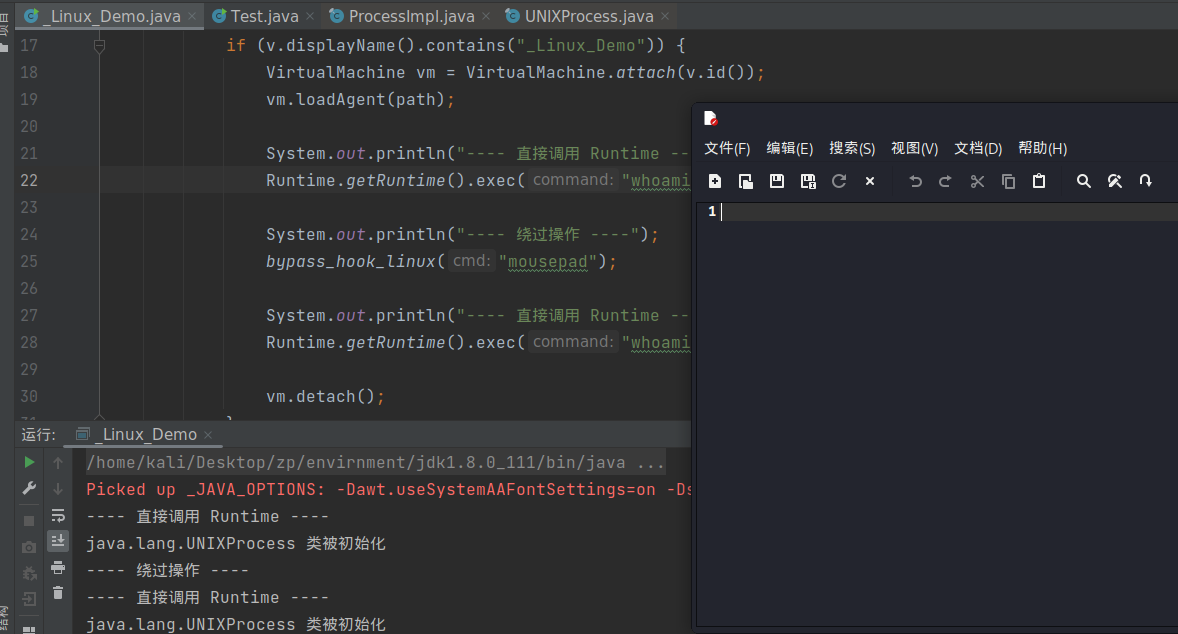 _Linux_Demo.java × Test.java × ProcessImpl.java × UNIXProcess.java ×
17 if (v.displayName().contains("_Linux_Demo")) {
18 VirtualMachine vm = VirtualMachine.attach(v.id());
19 vm.loadAgent(path);
20
21 System.out.println("---- 直接调用 Runtime --
22 Runtime.getRuntime().exec( command: "whoami
23
24 System.out.println("---- 绕过操作 ----");
25 bypass_hook_linux( cmd: "mousepad");
26
27 System.out.println("---- 直接调用 Runtime --
28 Runtime.getRuntime().exec( command: "whoami
29
30 vm.detach();
31 }
文件(F) 编辑(E) 搜索(S) 视图(V) 文档(D) 帮助(H)
1
运行: _Linux_Demo ×
/home/kali/Desktop/zp/envirnment/jdk1.8.0_111/bin/java ...
Picked up _JAVA_OPTIONS: -Dawt.useSystemAAFontSettings=on -Ds
---- 直接调用 Runtime ----
java.lang.UNIXProcess 类被初始化
---- 绕过操作 ----
---- 直接调用 Runtime ----
java.lang.UNIXProcess 类被初始化
项目
结构